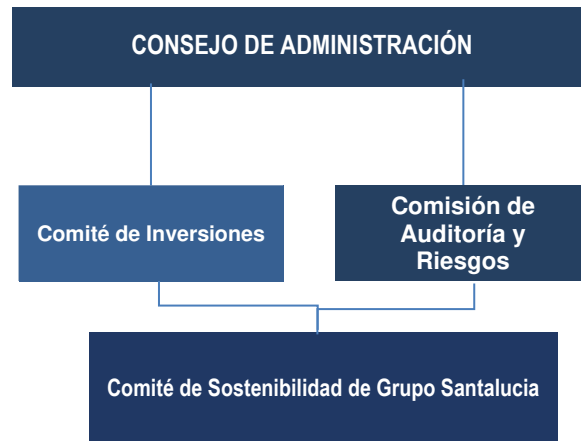 CONSEJO DE ADMINISTRACIÓN
Comité de Inversiones
Comisión de
Auditoría y
Riesgos
Comité de Sostenibilidad de Grupo Santalucia